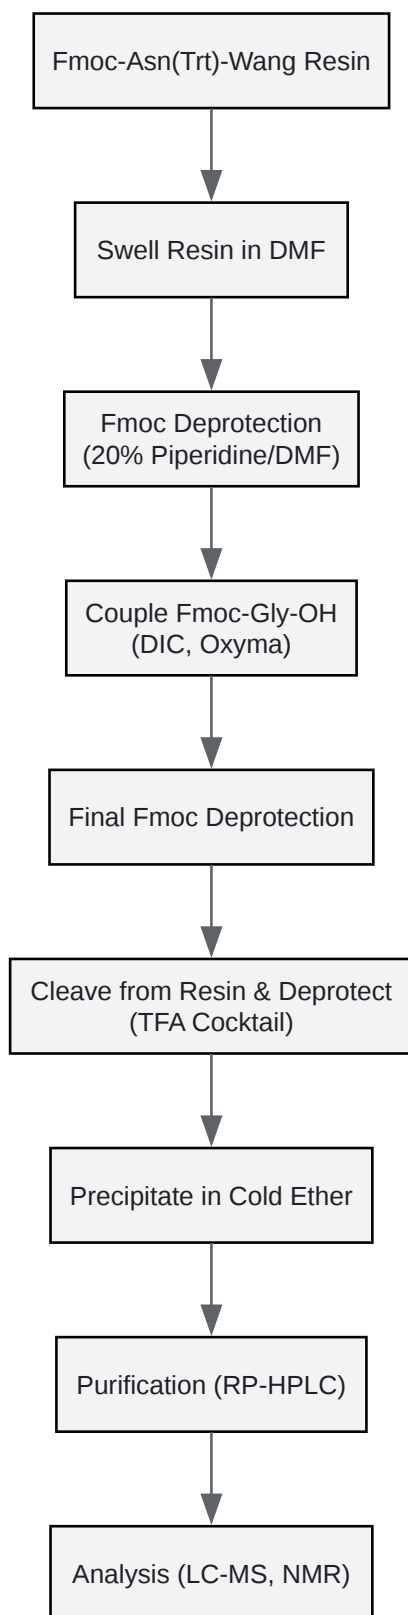 Fmoc-Asn(Trt)-Wang Resin
Swell Resin in DMF
Fmoc Deprotection
(20% Piperidine/DMF)
Couple Fmoc-Gly-OH
(DIC, Oxyma)
Final Fmoc Deprotection
Cleave from Resin & Deprotect
(TFA Cocktail)
Precipitate in Cold Ether
Purification (RP-HPLC)
Analysis (LC-MS, NMR)